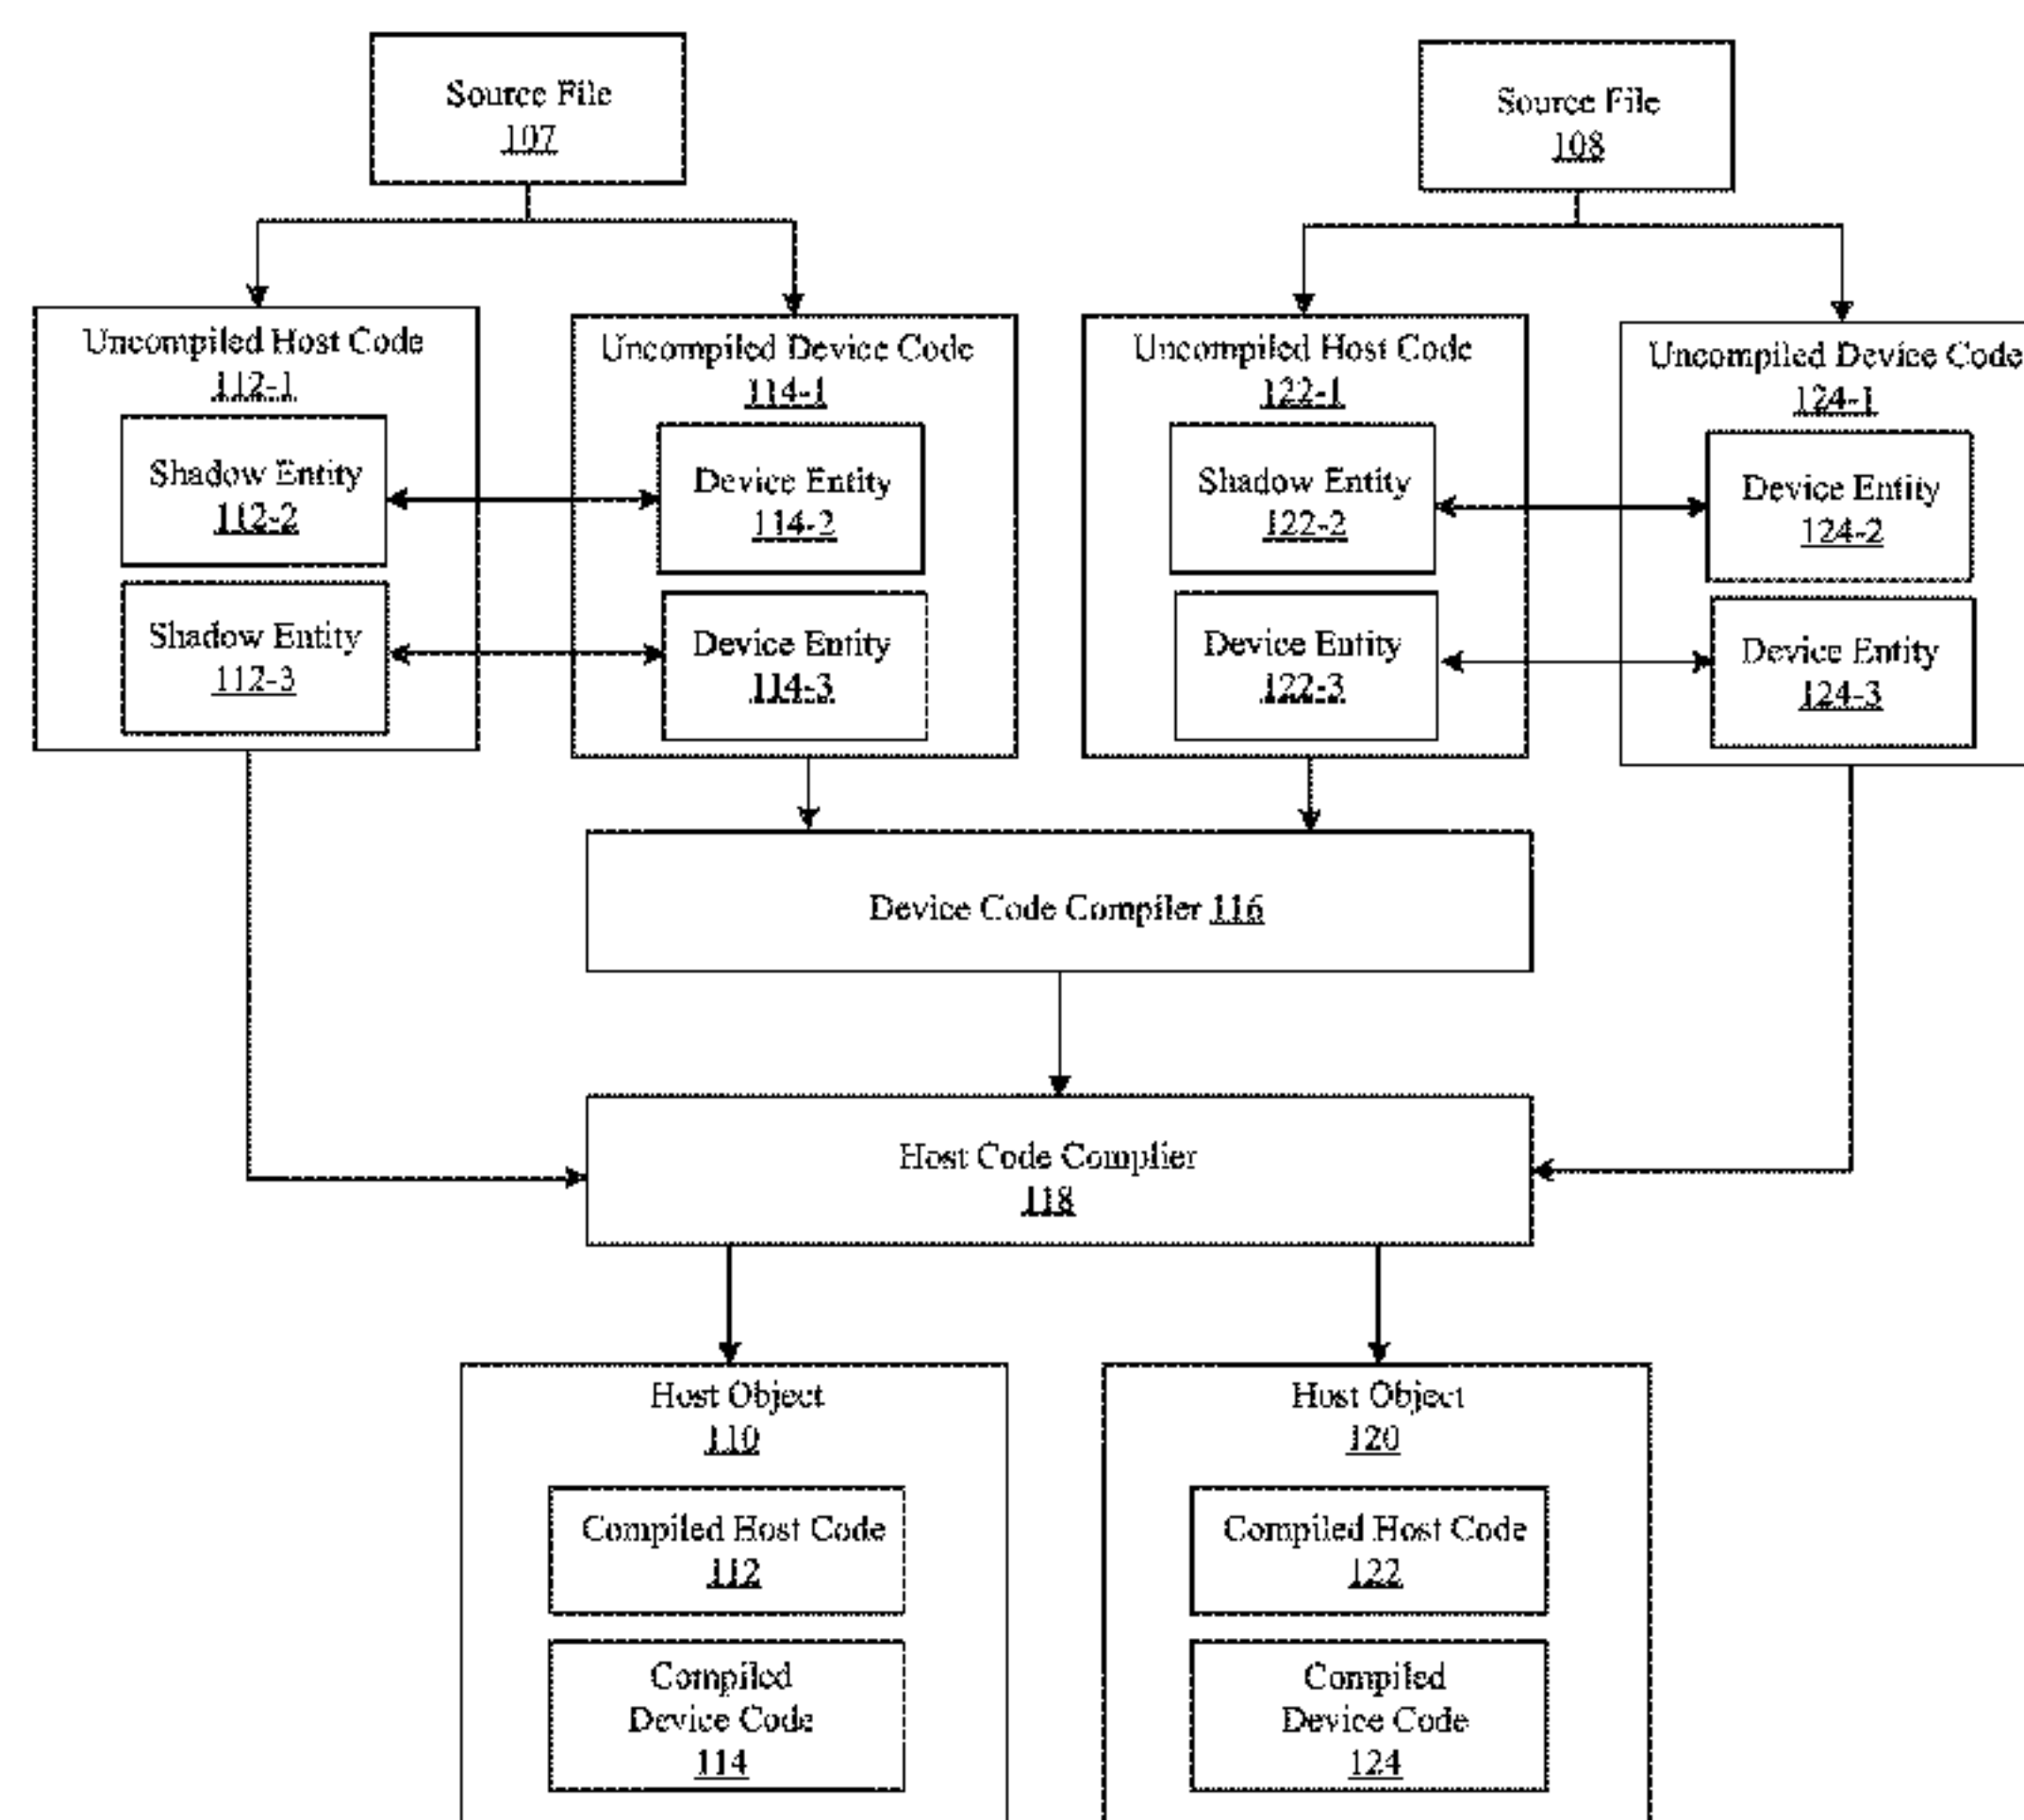 Source File
107
Source File
108
Uncompiled Host Code
112-1
Shadow Entity
112-2
Shadow Entity
112-3
Uncompiled Device Code
114-1
Device Entity
114-2
Device Entity
114-3
Uncompiled Host Code
122-1
Shadow Entity
122-2
Device Entity
122-3
Uncompiled Device Code
124-1
Device Entity
124-2
Device Entity
124-3
Device Code Compiler 116
Host Code Complier
118
Host Object
110
Compiled Host Code
112
Compiled
Device Code
114
Host Object
120
Compiled Host Code
122
Compiled
Device Code
124